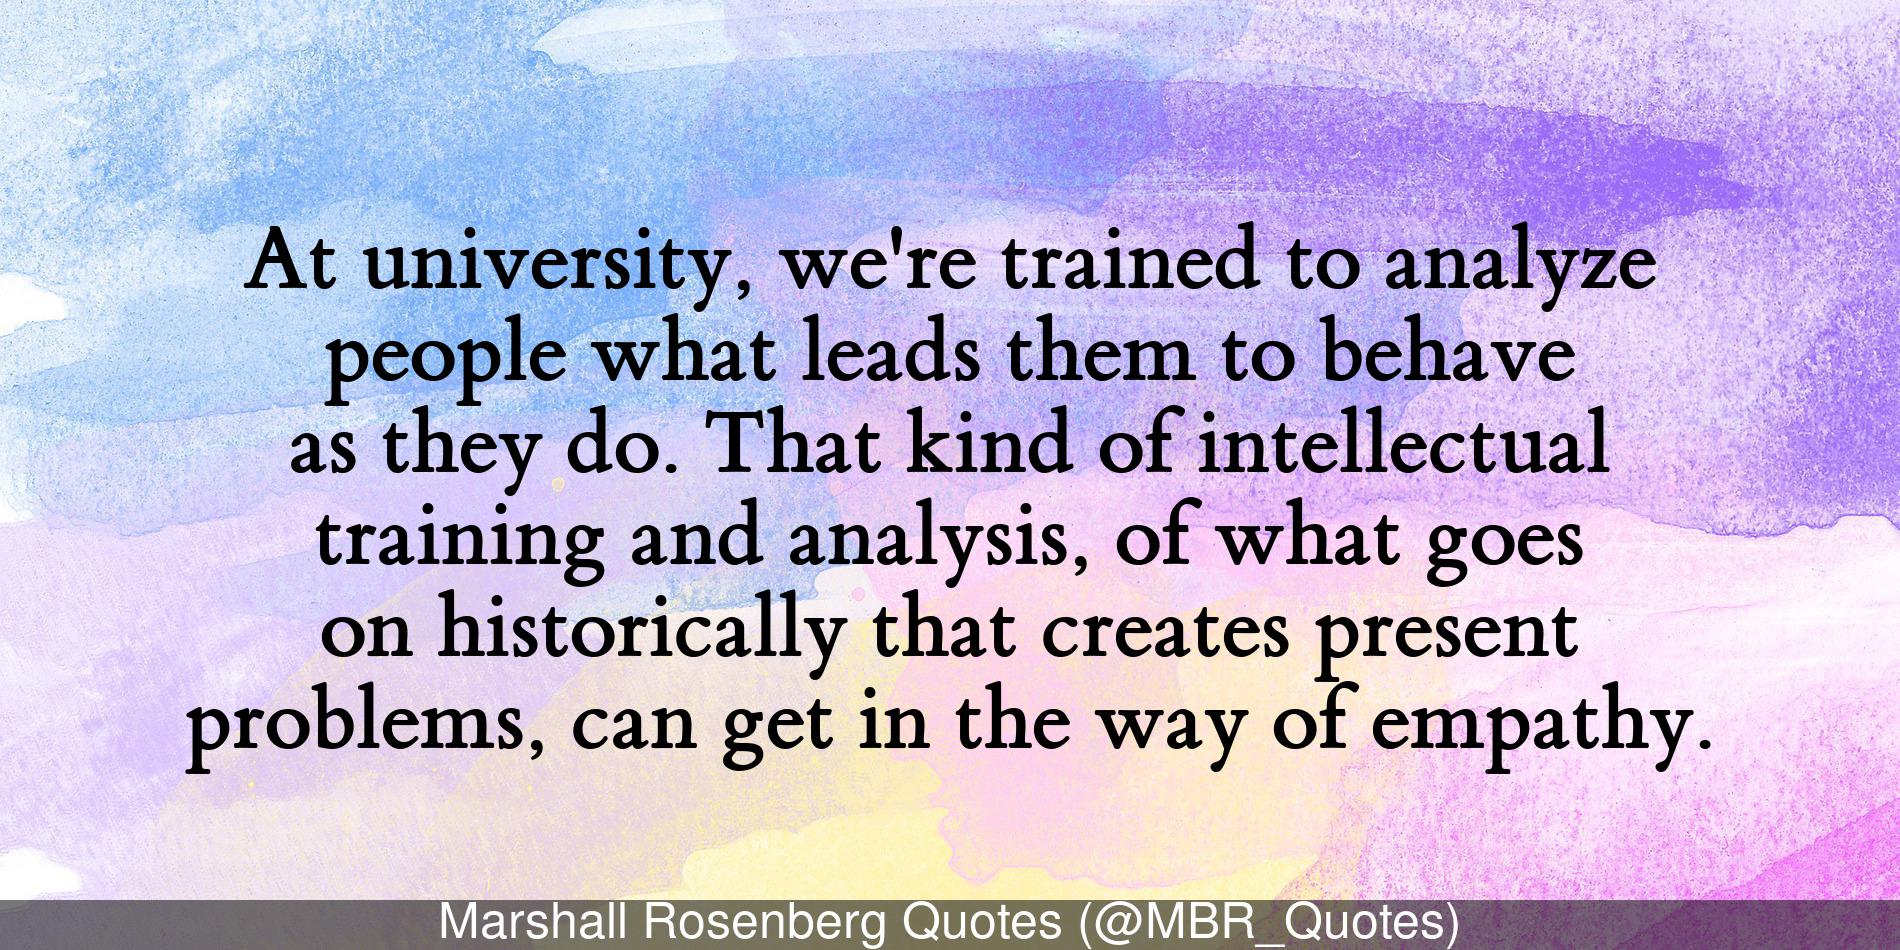 At university, we're trained to analyze
people what leads them to behave
as they do. That kind of intellectual
training and analysis, of what goes
on historically that creates present
problems, can get in the way of empathy.
Marshall Rosenberg Quotes (@MBR_Quotes)